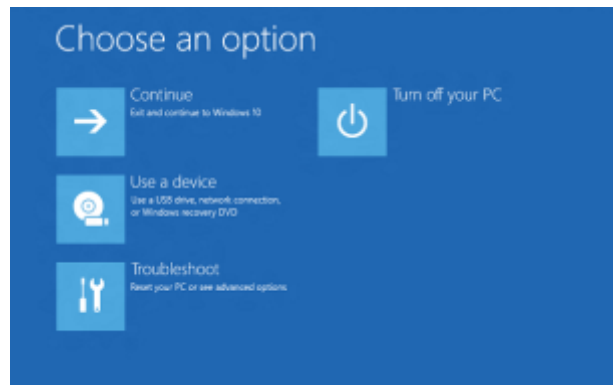 Choose an option
Continue
Exit and continue to Windows 10
Turn off your PC
Use a device
Use a USB drive, network connection,
or Windows recovery DVD
Troubleshoot
Reset your PC or see advanced options